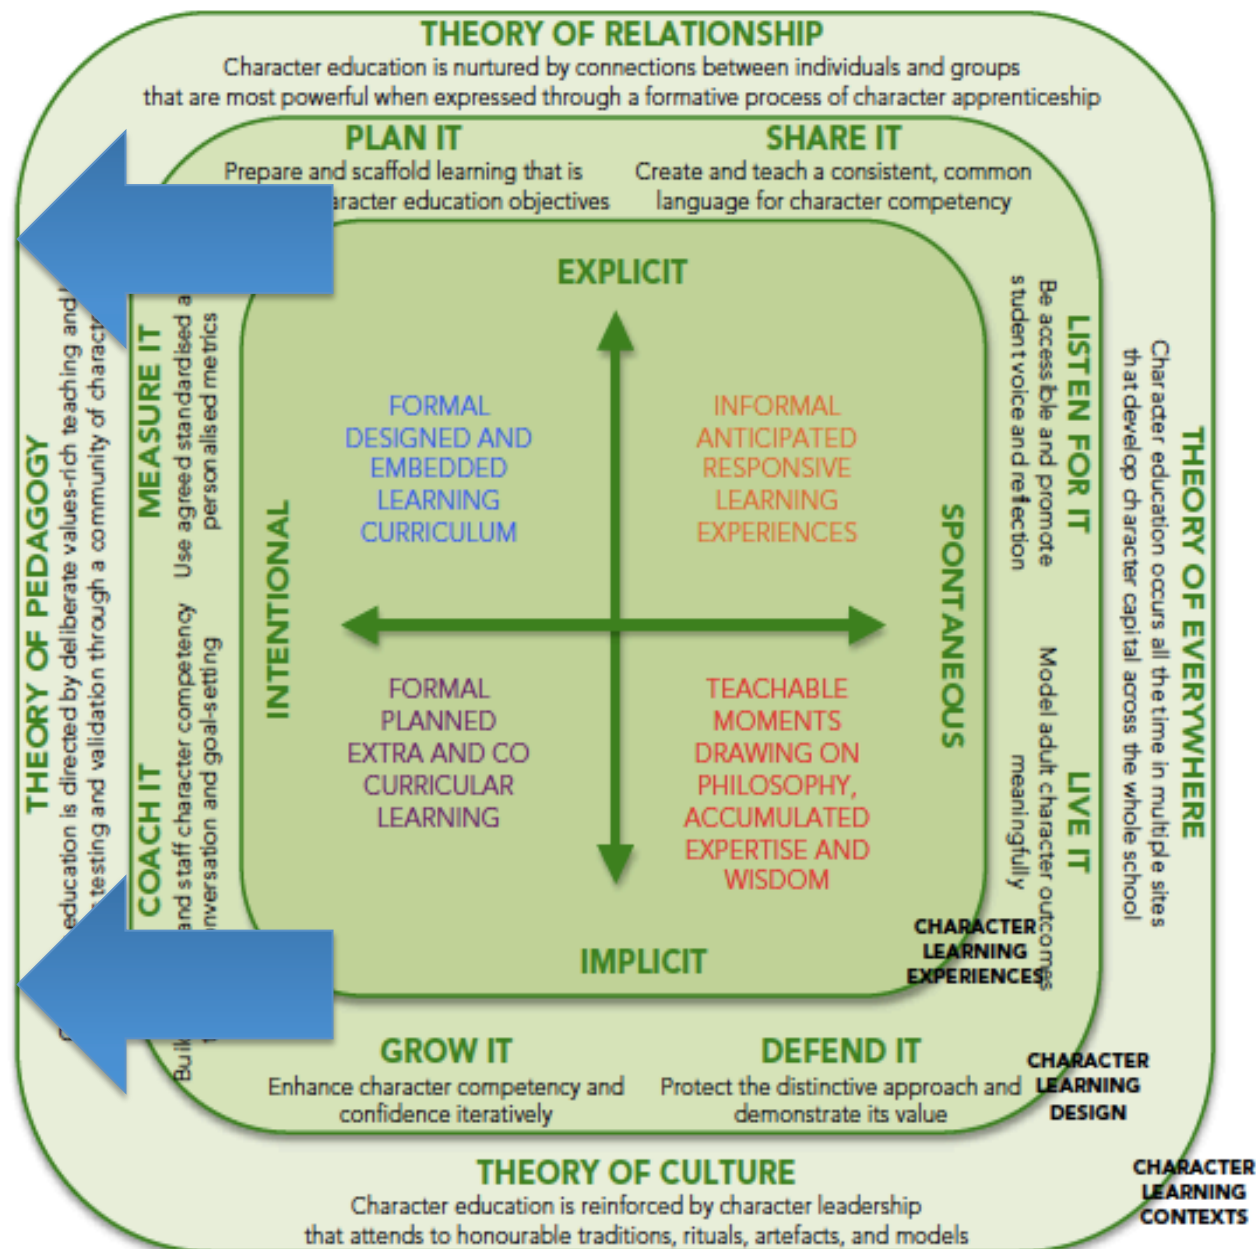 THEORY OF RELATIONSHIP
Character education is nurtured by connections between individuals and groups
that are most powerful when expressed through a formative process of character apprenticeship
PLAN IT
Prepare and scaffold learning that is
character education objectives
SHARE IT
Create and teach a consistent, common
language for character competency
THEORY OF PEDAGOGY
education is directed by deliberate values-rich teaching and
testing and validation through a community of
MEASURE IT
Use agreed standardised
personalised metrics
COACH IT
and staff character competency
conversation and goal-setting
EXPLICIT
INTENTIONAL
FORMAL
DESIGNED AND
EMBEDDED
LEARNING
CURRICULUM
INFORMAL
ANTICIPATED
RESPONSIVE
LEARNING
EXPERIENCES
FORMAL
PLANNED
EXTRA AND CO
CURRICULAR
LEARNING
TEACHABLE
MOMENTS
DRAWING ON
PHILOSOPHY,
ACCUMULATED
EXPERTISE AND
WISDOM
SPONTANEOUS
IMPLICIT
LISTEN FOR IT
Be accessible and promote
student voice and reflection
LIVE IT
Model adult character outcomes
meaningfully
THEORY OF EVERYWHERE
Character education occurs all the time in multiple sites
that develop character capital across the whole school
CHARACTER
LEARNING
EXPERIENCES
GROW IT
Enhance character competency and
confidence iteratively
DEFEND IT
Protect the distinctive approach and
demonstrate its value
CHARACTER
LEARNING
DESIGN
THEORY OF CULTURE
Character education is reinforced by character leadership
that attends to honourable traditions, rituals, artefacts, and models
CHARACTER
LEARNING
CONTEXTS